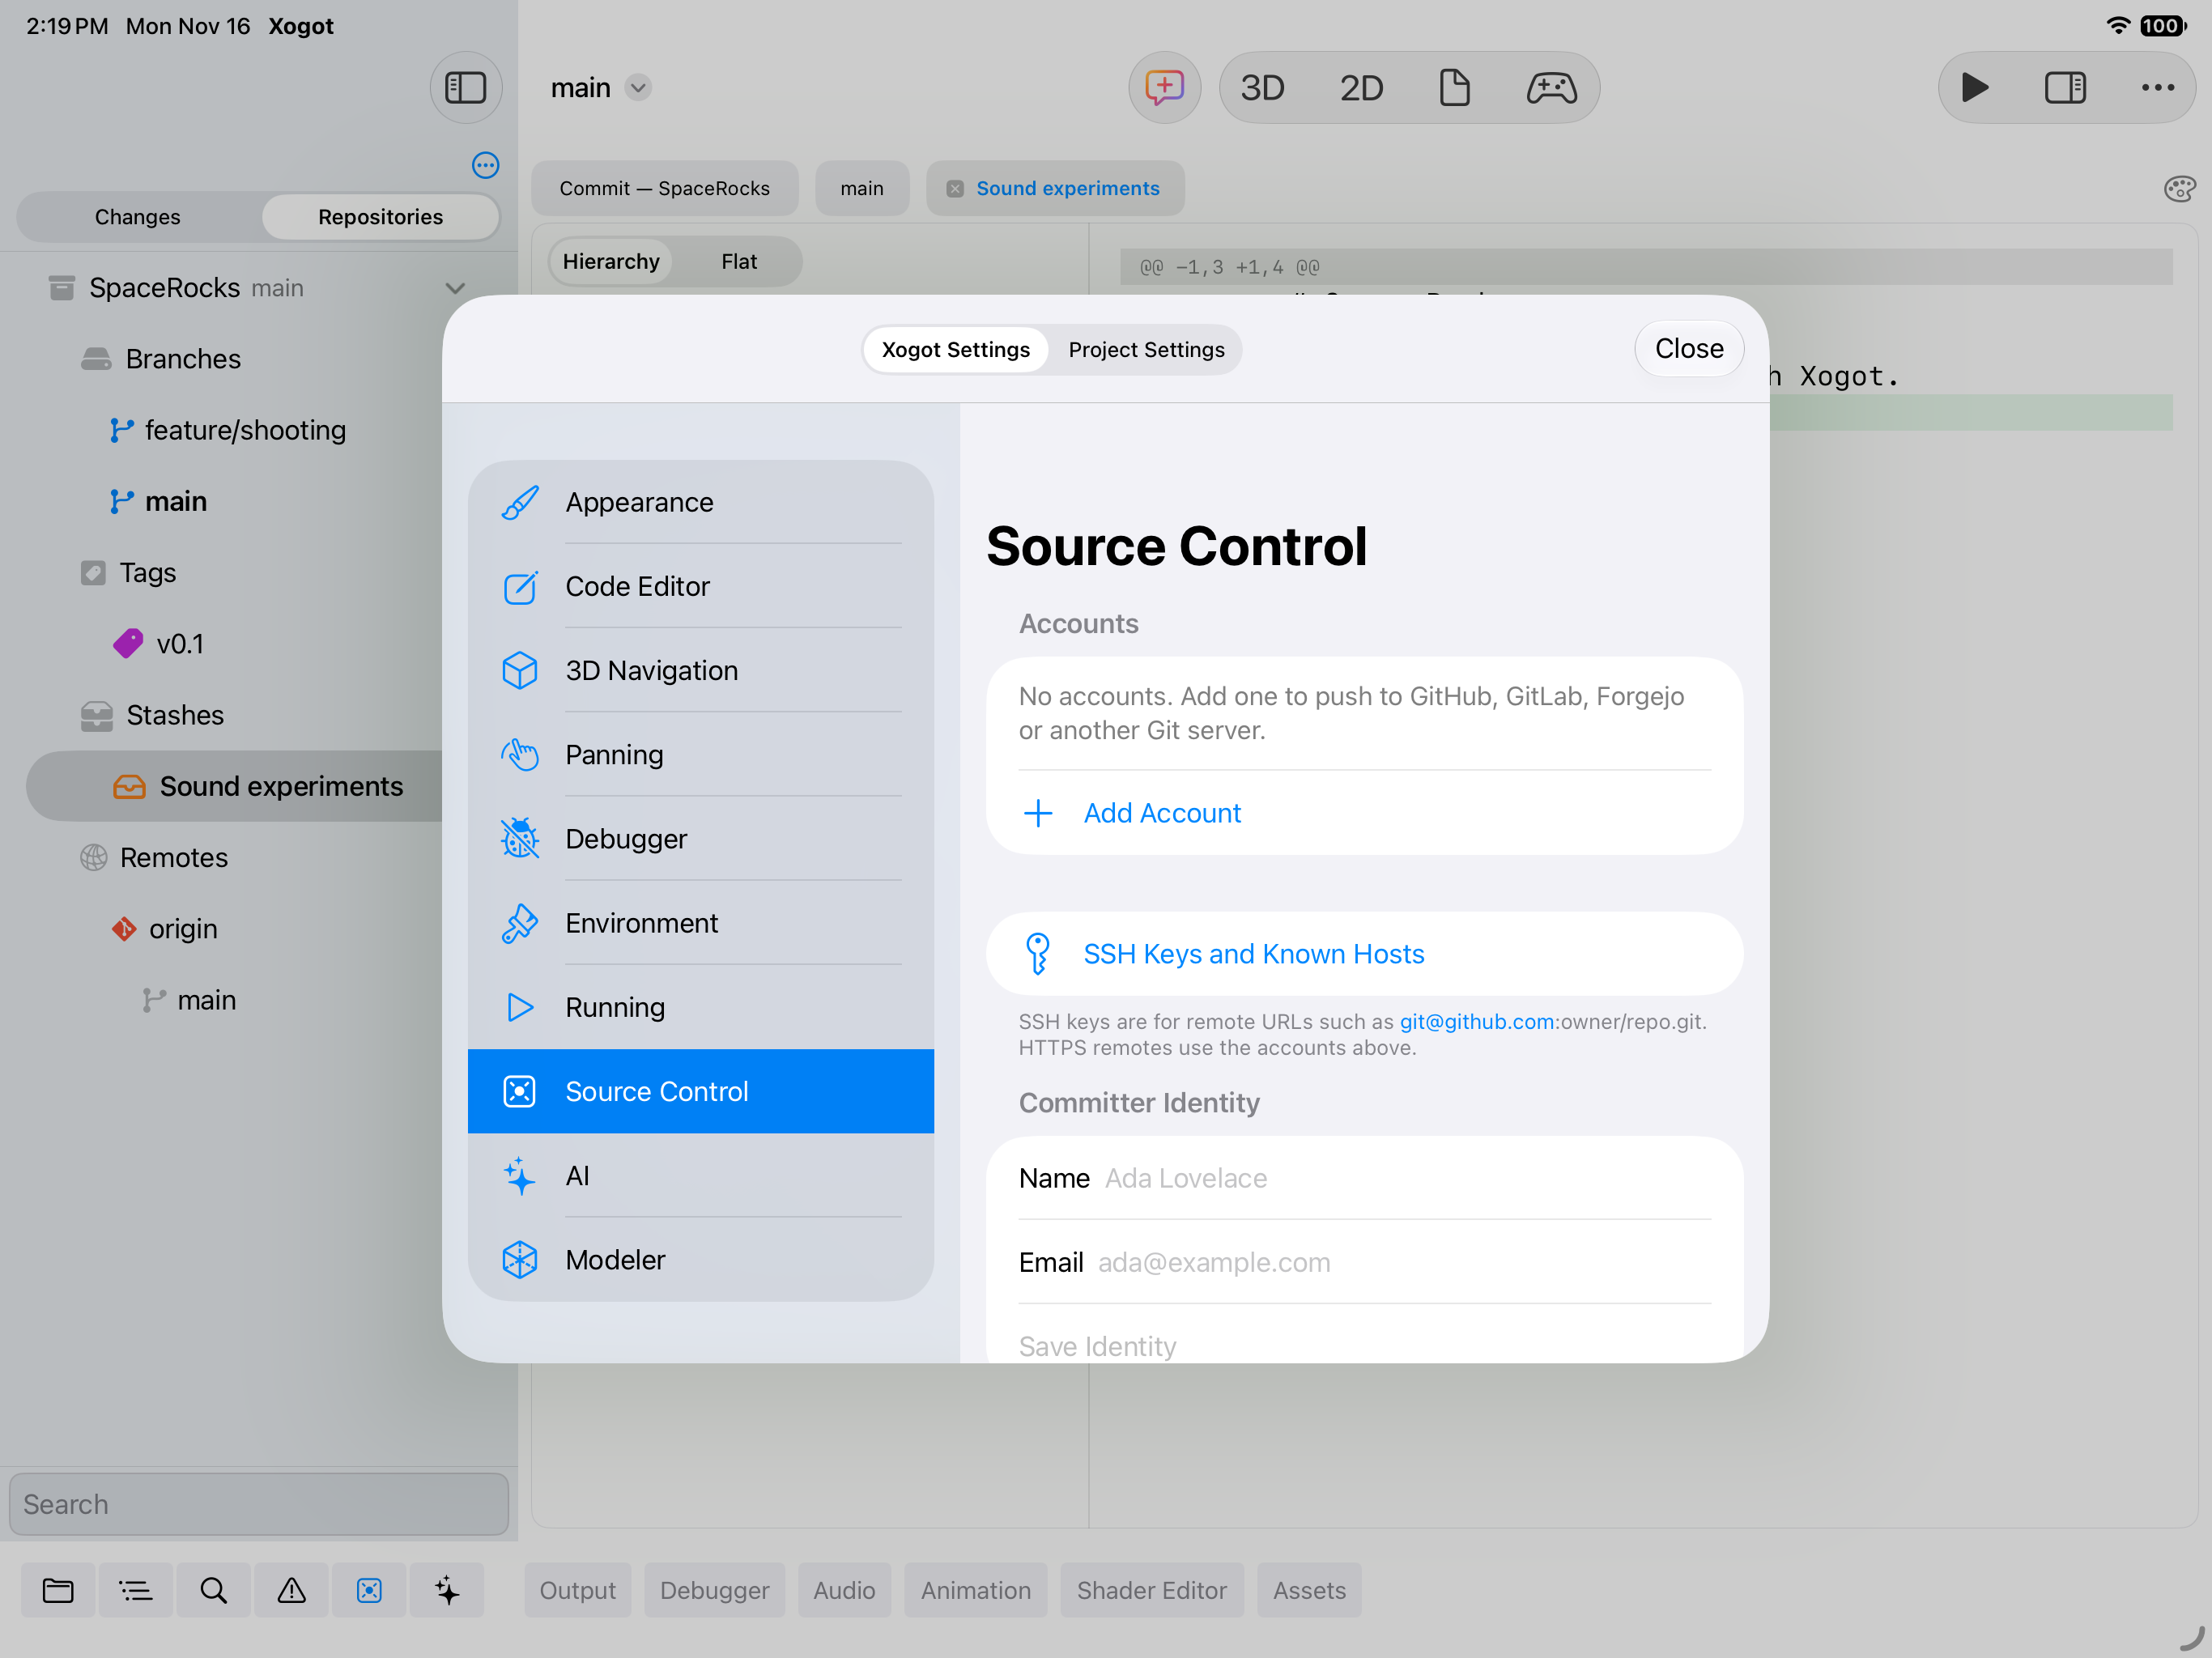 2:19 PM Mon Nov 16 Xogot
100
main
3D
2D
Changes
Repositories
Commit — SpaceRocks
main
Sound experiments
Hierarchy
Flat
@@ -1,3 +1,4 @@
h Xogot.
SpaceRocks main
Branches
feature/shooting
main
Tags
v0.1
Stashes
Sound experiments
Remotes
origin
main
Search
Xogot Settings
Project Settings
Close
Appearance
Code Editor
3D Navigation
Panning
Debugger
Environment
Running
Source Control
AI
Modeler
Source Control
Accounts
No accounts. Add one to push to GitHub, GitLab, Forgejo
or another Git server.
Add Account
SSH Keys and Known Hosts
SSH keys are for remote URLs such as git@github.com:owner/repo.git.
HTTPS remotes use the accounts above.
Committer Identity
Name Ada Lovelace
Email ada@example.com
Save Identity
Output
Debugger
Audio
Animation
Shader Editor
Assets